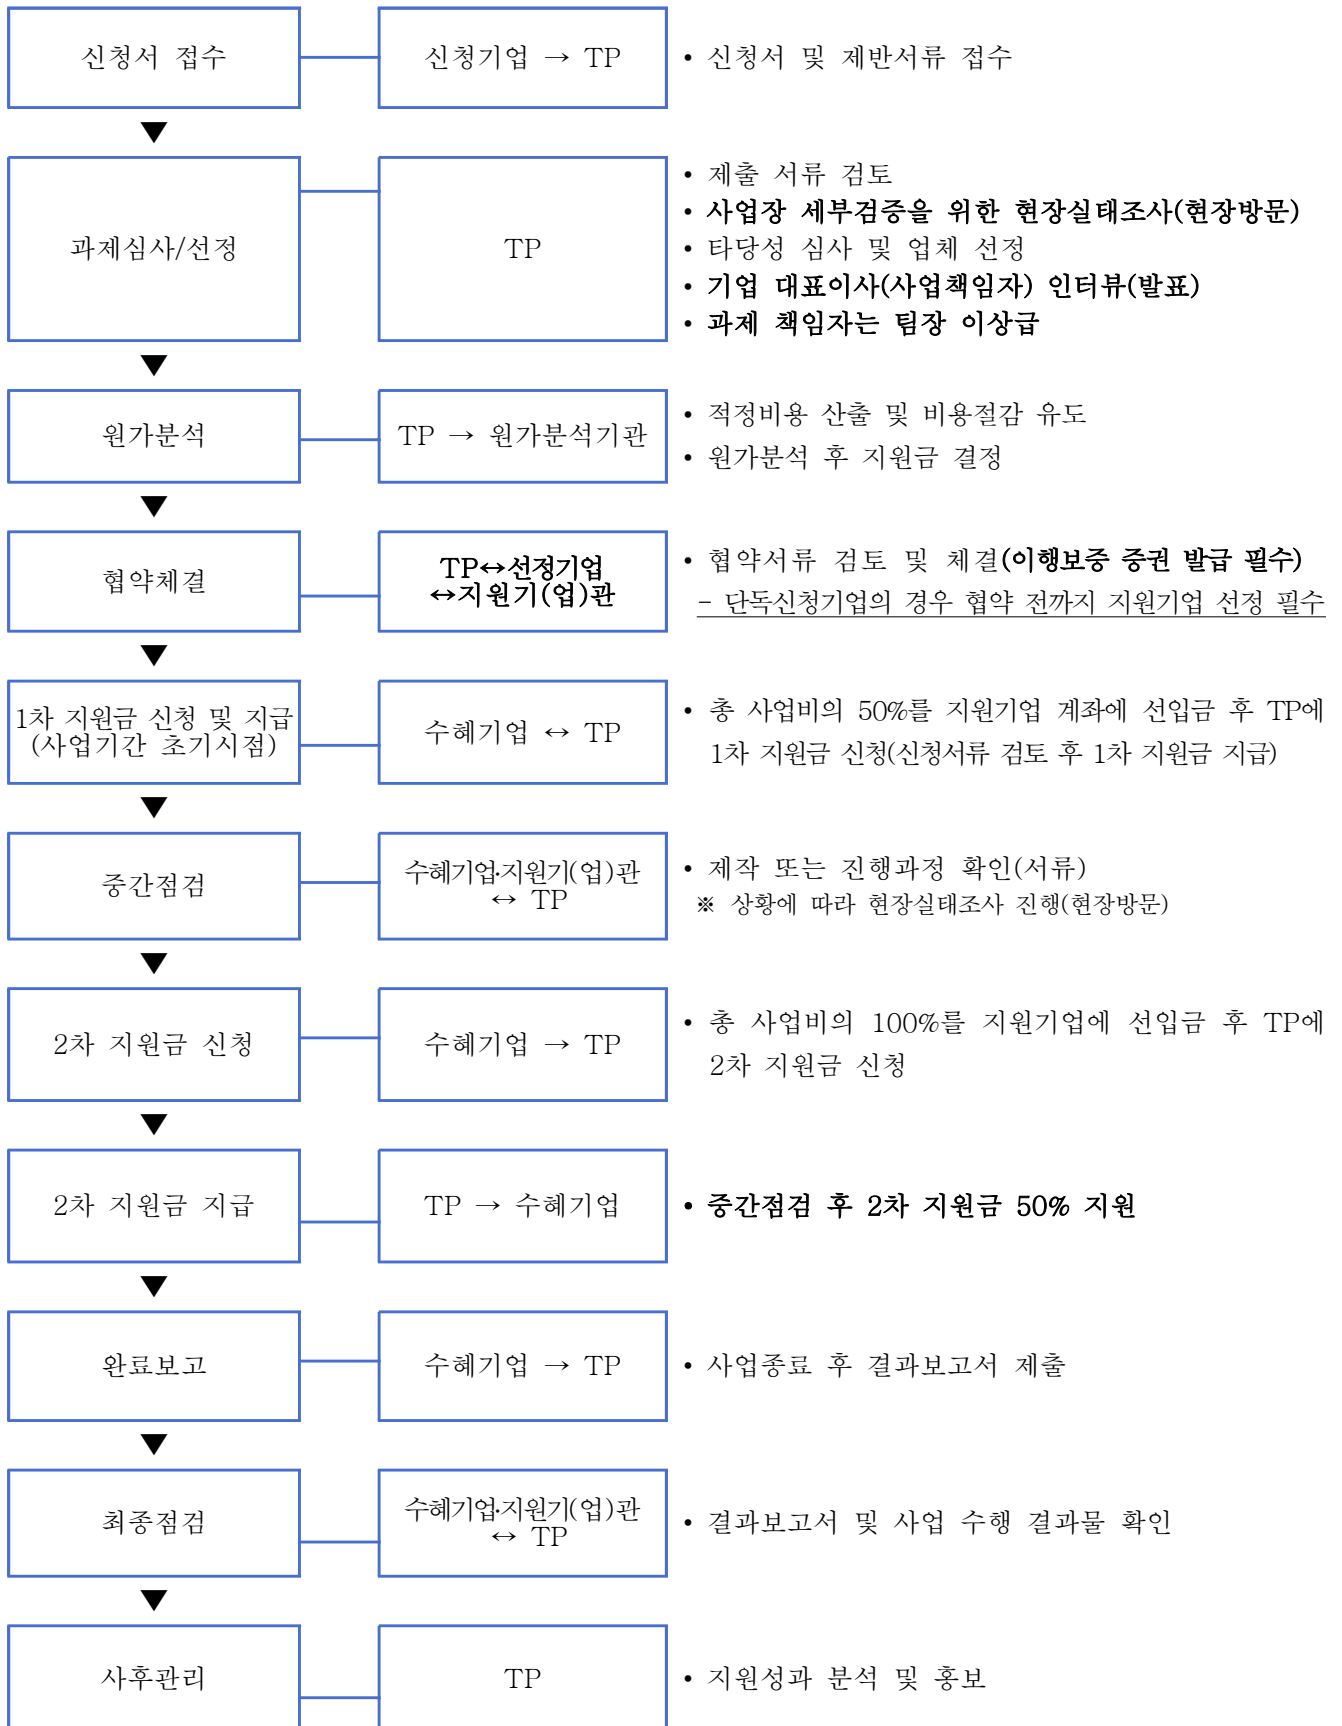 신청서 접수
신청기업 → TP
• 신청서 및 제반서류 접수
▼
과제심사/선정
TP
• 제출 서류 검토
• 사업장 세부검증을 위한 현장실태조사(현장방문)
• 타당성 심사 및 업체 선정
• 기업 대표이사(사업책임자) 인터뷰(발표)
• 과제 책임자는 팀장 이상급
▼
원가분석
TP → 원가분석기관
• 적정비용 산출 및 비용절감 유도
• 원가분석 후 지원금 결정
▼
협약체결
TP↔선정기업
↔지원기(업)관
• 협약서류 검토 및 체결(이행보증 증권 발급 필수)
- 단독신청기업의 경우 협약 전까지 지원기업 선정 필수
▼
1차 지원금 신청 및 지급
(사업기간 초기시점)
수혜기업 ↔ TP
• 총 사업비의 50%를 지원기업 계좌에 선입금 후 TP에
1차 지원금 신청(신청서류 검토 후 1차 지원금 지급)
▼
중간점검
수혜기업·지원기(업)관
↔ TP
• 제작 또는 진행과정 확인(서류)
※ 상황에 따라 현장실태조사 진행(현장방문)
▼
2차 지원금 신청
수혜기업 → TP
• 총 사업비의 100%를 지원기업에 선입금 후 TP에
2차 지원금 신청
▼
2차 지원금 지급
TP → 수혜기업
• 중간점검 후 2차 지원금 50% 지원
▼
완료보고
수혜기업 → TP
• 사업종료 후 결과보고서 제출
▼
최종점검
수혜기업·지원기(업)관
↔ TP
• 결과보고서 및 사업 수행 결과물 확인
▼
사후관리
TP
• 지원성과 분석 및 홍보